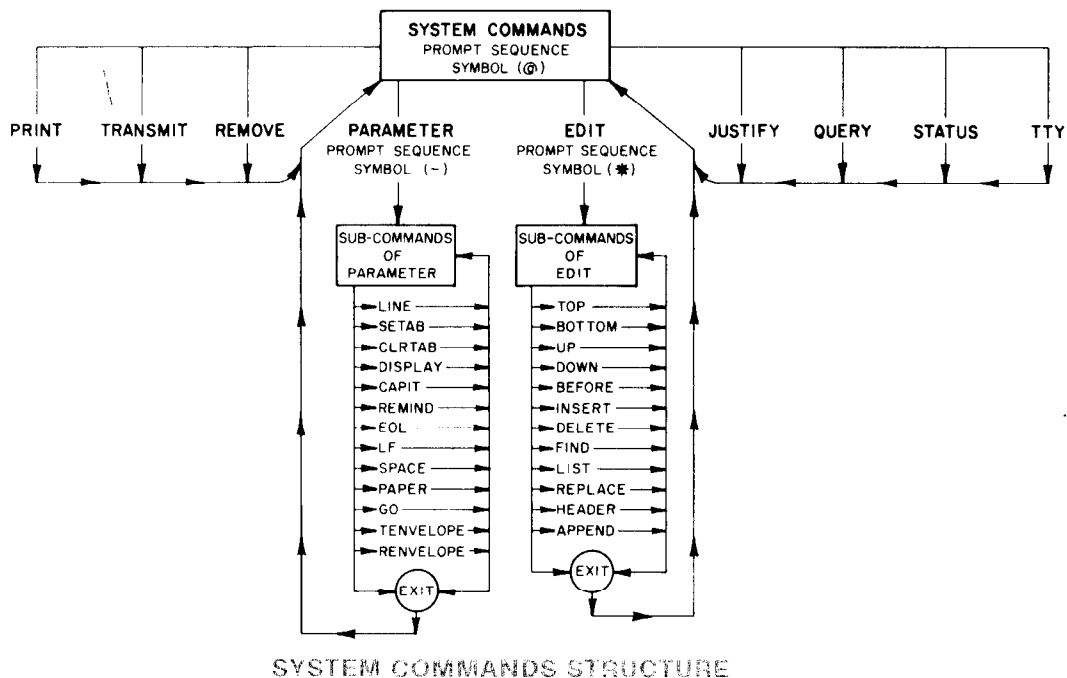 SYSTEM COMMANDS
PROMPT SEQUENCE
SYMBOL (@)
PRINT
TRANSMIT
REMOVE
PARAMETER
PROMPT SEQUENCE
SYMBOL (-)
EDIT
PROMPT SEQUENCE
SYMBOL (*)
JUSTIFY
QUERY
STATUS
TTY
SUB-COMMANDS
OF
PARAMETER
LINE
SETAB
CLRTAB
DISPLAY
CAPIT
REMIND
EOL
LF
SPACE
PAPER
GO
TENVELOPE
RENVELOPE
EXIT
SUB-COMMANDS
OF
EDIT
TOP
BOTTOM
UP
DOWN
BEFORE
INSERT
DELETE
FIND
LIST
REPLACE
HEADER
APPEND
EXIT
SYSTEM COMMANDS STRUCTURE